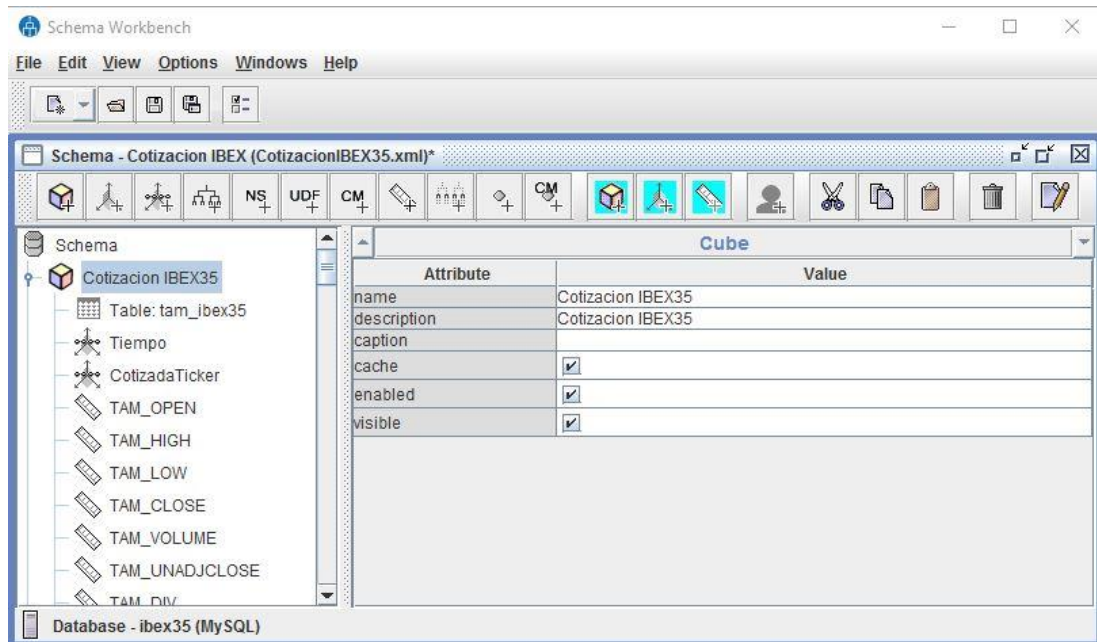 Schema Workbench
File Edit View Options Windows Help
Schema - Cotizacion IBEX (CotizacionIBEX35.xml)*
NS UDF CM CM
Schema
Cotizacion IBEX35
Table: tam_ibex35
Tiempo
CotizadaTicker
TAM_OPEN
TAM_HIGH
TAM_LOW
TAM_CLOSE
TAM_VOLUME
TAM_UNADJCLOSE
TAM_DIV
Cube
Attribute Value
name Cotizacion IBEX35
description Cotizacion IBEX35
caption
cache
enabled
visible
Database - ibex35 (MySQL)